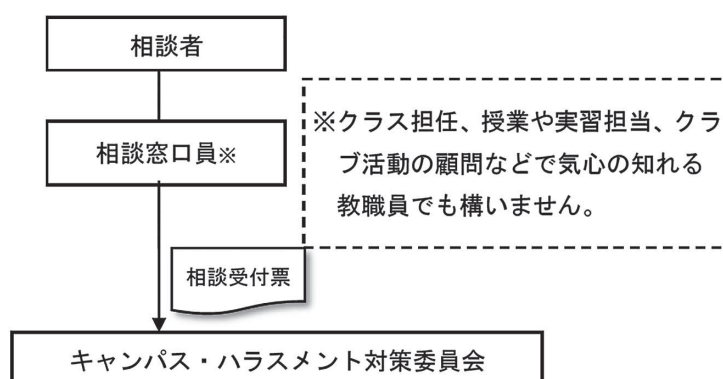 相談者
相談窓口員※
※クラス担任、授業や実習担当、クラ
ブ活動の顧問などで気心の知れる
教職員でも構いません。
相談受付票
キャンパス・ハラスメント対策委員会